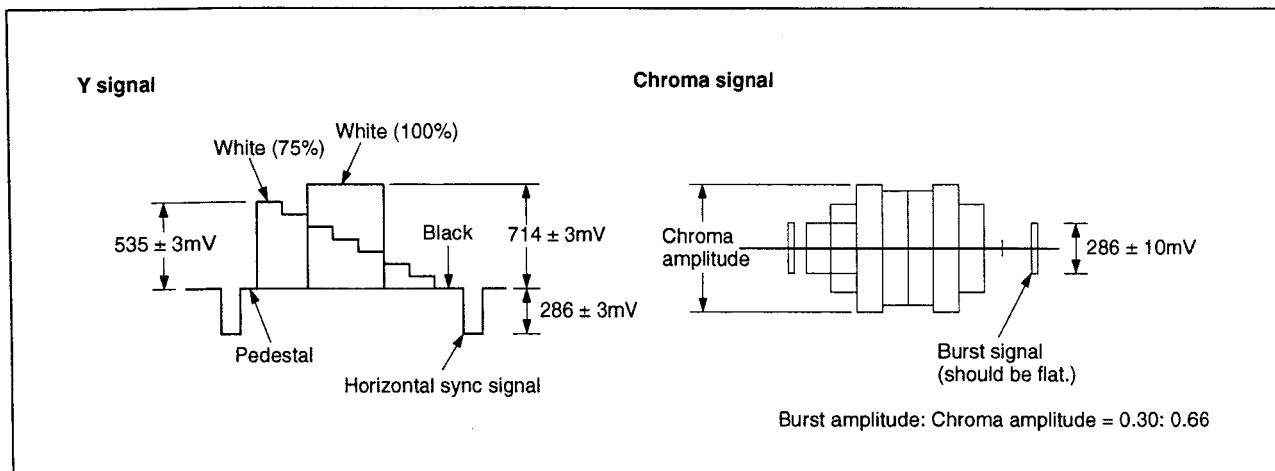 Y signal
White (75%)
White (100%)
535 ± 3mV
Black
714 ± 3mV
286 ± 3mV
Pedestal
Horizontal sync signal
Chroma signal
Chroma
amplitude
286 ± 10mV
Burst signal
(should be flat.)
Burst amplitude: Chroma amplitude = 0.30: 0.66